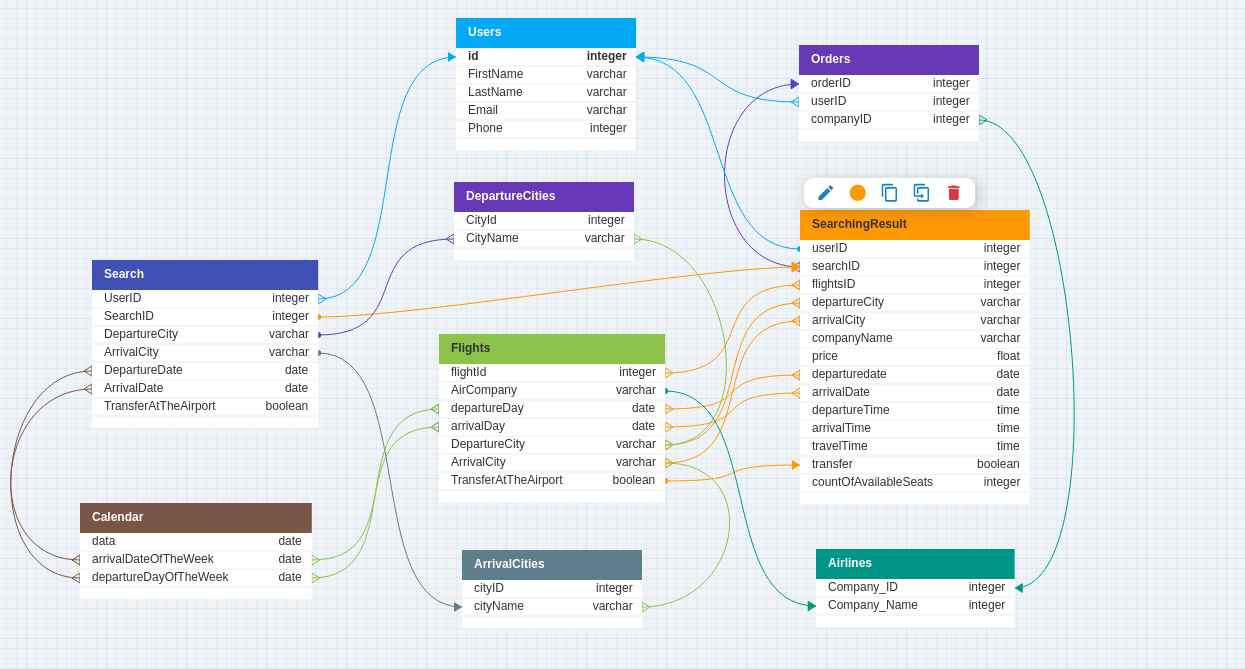 Users
id integer
FirstName varchar
LastName varchar
Email varchar
Phone integer
Orders
orderID integer
userID integer
companyID integer
DepartureCities
CityId integer
CityName varchar
SearchingResult
userID integer
searchID integer
flightsID integer
departureCity varchar
arrivalCity varchar
companyName varchar
price float
departuredate date
arrivalDate date
departureTime time
arrivalTime time
travelTime time
transfer boolean
countOfAvailableSeats integer
Search
UserID integer
SearchID integer
DepartureCity varchar
ArrivalCity varchar
DepartureDate date
ArrivalDate date
TransferAtTheAirport boolean
Flights
flightId integer
AirCompany varchar
departureDay date
arrivalDay date
DepartureCity varchar
ArrivalCity varchar
TransferAtTheAirport boolean
Calendar
data date
arrivalDateOfTheWeek date
departureDayOfTheWeek date
ArrivalCities
cityID integer
cityName varchar
Airlines
Company_ID integer
Company_Name integer